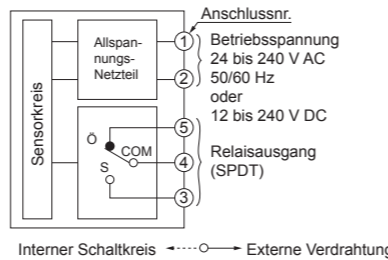 Anschlussnr.
Sensorkreis
Allspan-
nungs-
Netzteil
1
2
Betriebsspannung
24 bis 240 V AC
50/60 Hz
oder
12 bis 240 V DC
Ö
COM
S
5
4
3
Relaisausgang
(SPDT)
Interner Schaltkreis
Externe Verdrahtung